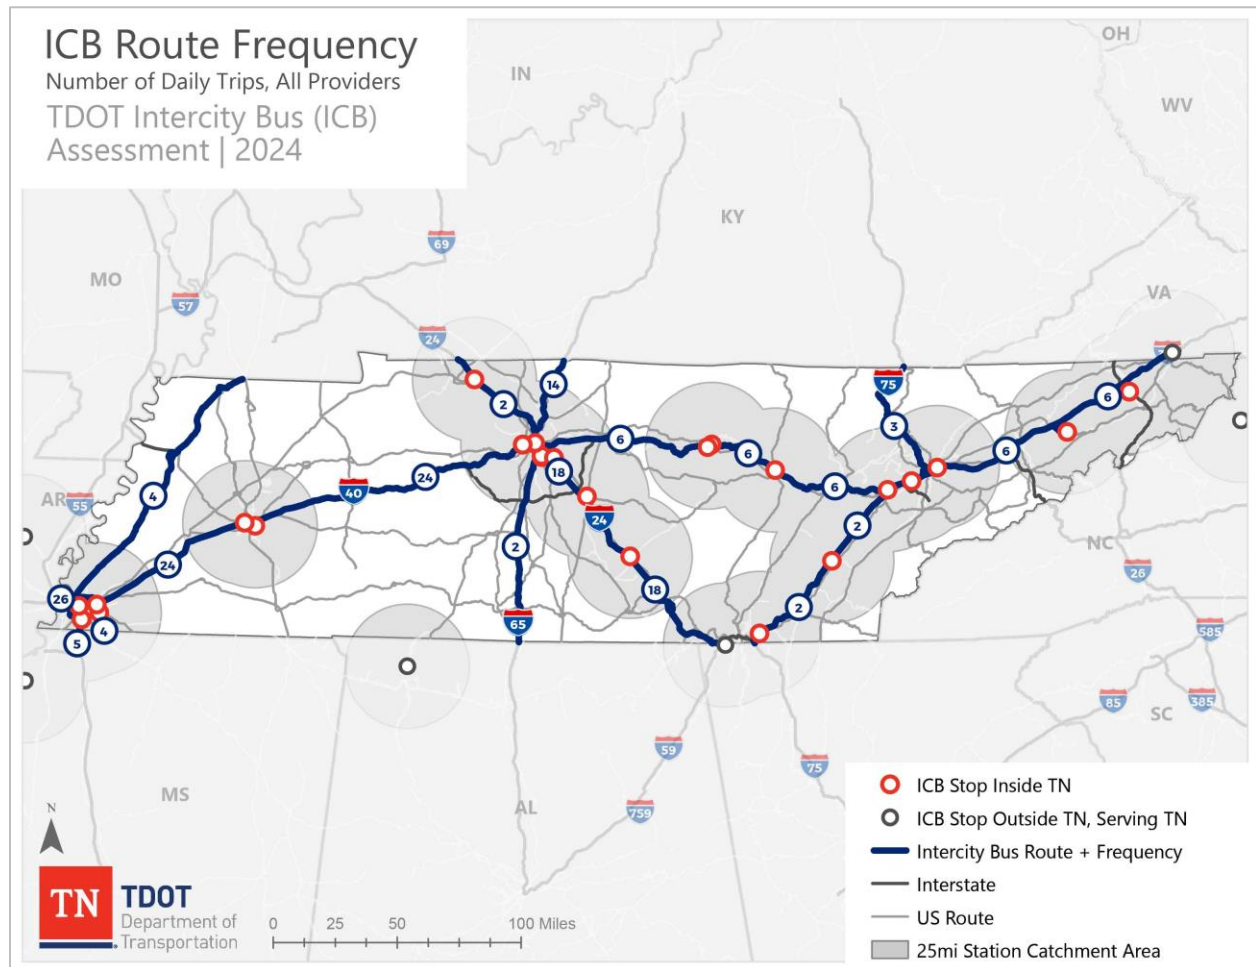 ICB Route Frequency
Number of Daily Trips, All Providers
TDOT Intercity Bus (ICB)
Assessment | 2024
OH
IN
WV
KY
MO
VA
AR
NC
SC
MS
AL
69
57
24
55
26
585
85
385
59
75
759
75
40
24
65
2
14
6
6
6
6
6
3
2
2
18
18
2
24
24
4
26
5
4
ICB Stop Inside TN
ICB Stop Outside TN, Serving TN
Intercity Bus Route + Frequency
Interstate
US Route
25mi Station Catchment Area
N
TN
TDOT
Department of
Transportation
0 25 50 100 Miles